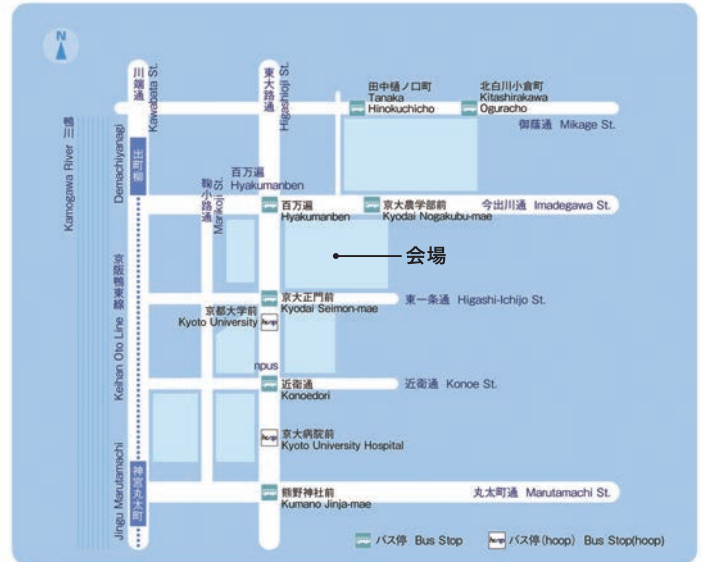 N
川端通
Kawabata St.
東大路通
Higashioji St.
田中樋ノ口町
Tanaka
Hinokuchicho
北白川小倉町
Kitashirakawa
Oguracho
御蔭通 Mikage St.
鴨川
Kamogawa River
出町柳
Demachiyanagi
鞠小路通
Marikoji St.
百万遍
Hyakumanben
百万遍
Hyakumanben
京大農学部前
Kyodai Nogakubu-mae
今出川通 Imadegawa St.
会場
京阪鴨東線
Keihan Oto Line
京大正門前
Kyodai Seimon-mae
東一条通 Higashi-Ichijo St.
京都大学前
Kyoto University
hoop
npus
近衛通
Konoedori
近衛通 Konoe St.
hoop
京大病院前
Kyoto University Hospital
神宮丸太町
Jingu Marutamachi
熊野神社前
Kumano Jinja-mae
丸太町通 Marutamachi St.
バス停 Bus Stop
hoop
バス停(hoop) Bus Stop(hoop)